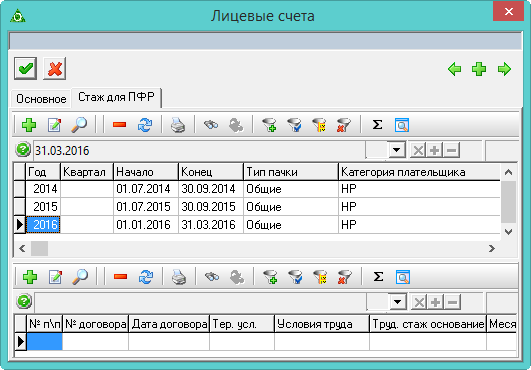 Лицевые счета
Основное Стаж для ПФР
31.03.2016
Год Квартал Начало Конец Тип пачки Категория плательщика
2014 01.07.2014 30.09.2014 Общие НР
2015 01.07.2015 30.09.2015 Общие НР
2016 01.01.2016 31.03.2016 Общие НР
№ п\п № договора Дата договора Тер. усл. Условия труда Труд. стаж основание Меся